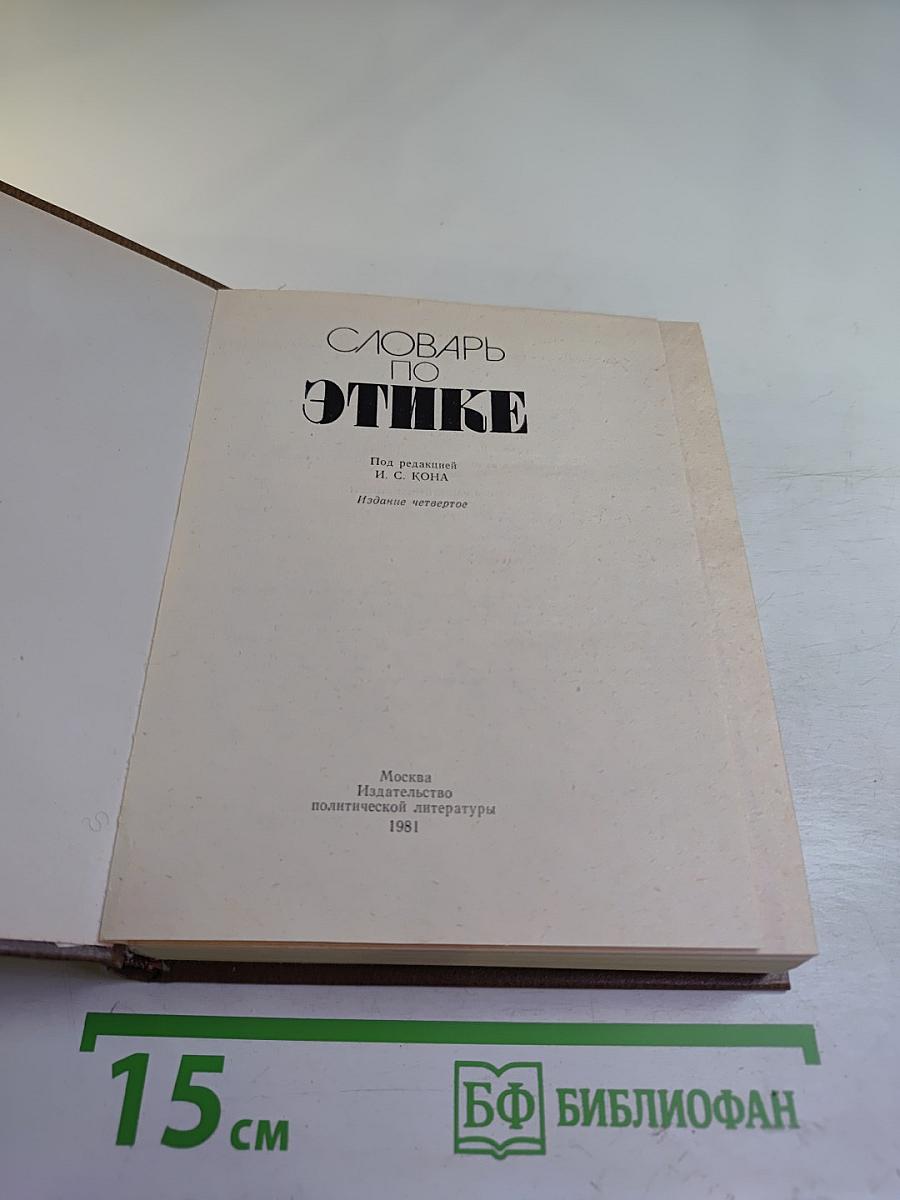 СЛОВАРЬ
ПО
ЭТИКЕ
Под редакцией
И. С. КОНА
Издание четвертое
Москва
Издательство
политической литературы
1981
15 см
БФ БИБЛИОФАН